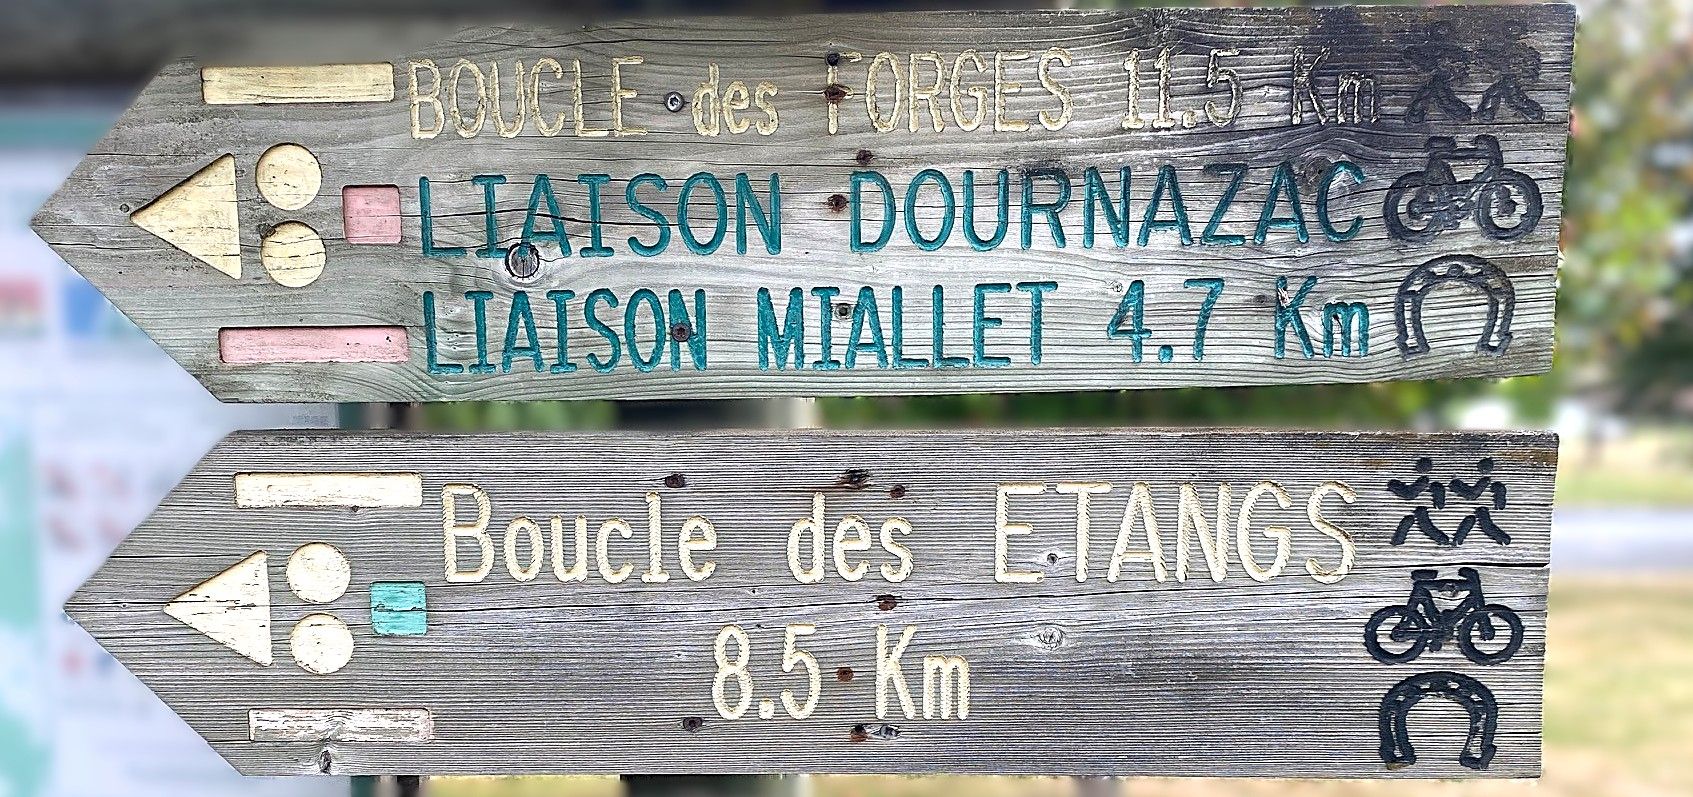 BOUCLE des FORGES 11.5 Km
LIAISON DOURNAZAC
LIAISON MIALLET 4.7 Km
Boucle des ETANGS
8.5 Km